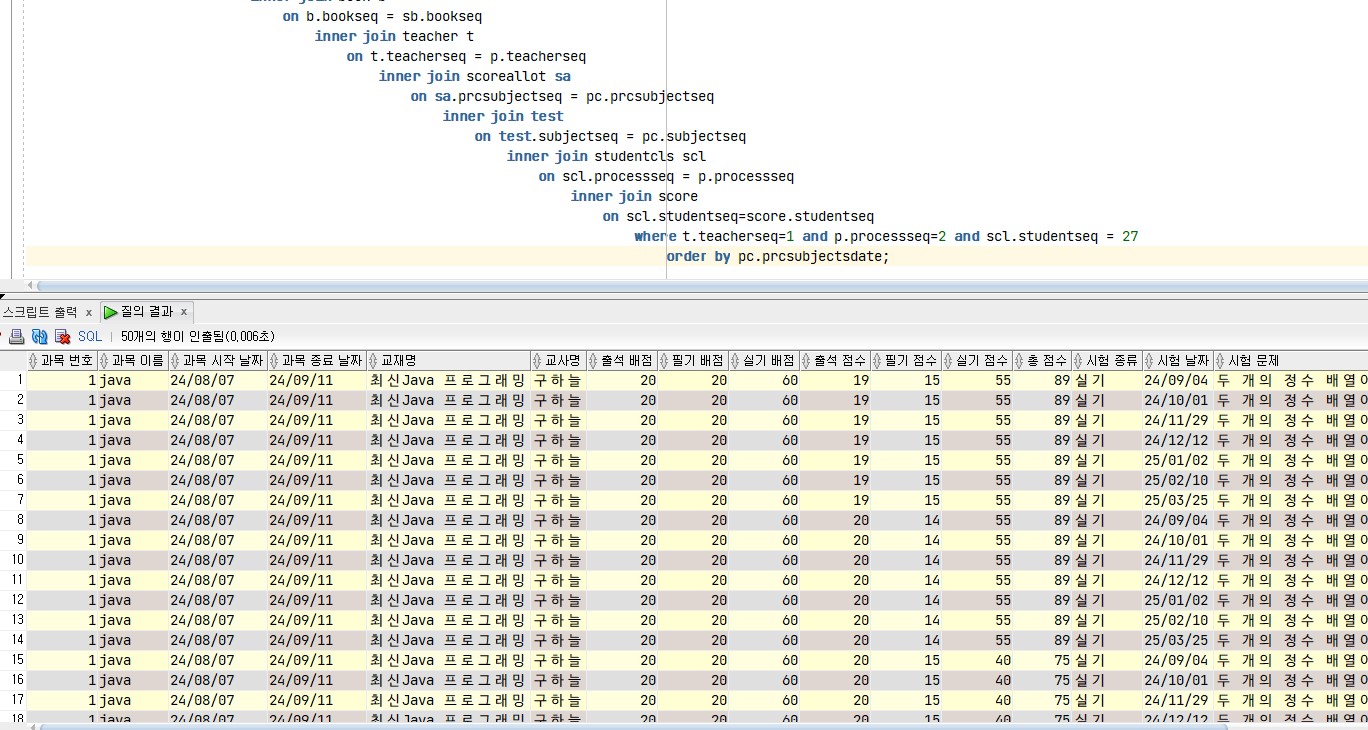 on b.bookseq = sb.bookseq
inner join teacher t
on t.teacherseq = p.teacherseq
inner join scoreallot sa
on sa.prcsubjectseq = pc.prcsubjectseq
inner join test
on test.subjectseq = pc.subjectseq
inner join studentcls scl
on scl.processseq = p.processseq
inner join score
on scl.studentseq=score.studentseq
where t.teacherseq=1 and p.processseq=2 and scl.studentseq = 27
order by pc.prcsubjectsdate;
스크립트 출력 x 질의 결과 x
SQL | 50개의 행이 인출됨(0,006초)
과목 번호 과목 이름 과목 시작 날짜 과목 종료 날짜 교재명 교사명 출석 배점 필기 배점 실기 배점 출석 점수 필기 점수 실기 점수 총 점수 시험 종류 시험 날짜 시험 문제
1 1 java 24/08/07 24/09/11 최신Java 프로그래밍 구하늘 20 20 60 19 15 55 89 실기 24/09/04 두 개의 정수 배열이
2 1 java 24/08/07 24/09/11 최신Java 프로그래밍 구하늘 20 20 60 19 15 55 89 실기 24/10/01 두 개의 정수 배열이
3 1 java 24/08/07 24/09/11 최신Java 프로그래밍 구하늘 20 20 60 19 15 55 89 실기 24/11/29 두 개의 정수 배열이
4 1 java 24/08/07 24/09/11 최신Java 프로그래밍 구하늘 20 20 60 19 15 55 89 실기 24/12/12 두 개의 정수 배열이
5 1 java 24/08/07 24/09/11 최신Java 프로그래밍 구하늘 20 20 60 19 15 55 89 실기 25/01/02 두 개의 정수 배열이
6 1 java 24/08/07 24/09/11 최신Java 프로그래밍 구하늘 20 20 60 19 15 55 89 실기 25/02/10 두 개의 정수 배열이
7 1 java 24/08/07 24/09/11 최신Java 프로그래밍 구하늘 20 20 60 19 15 55 89 실기 25/03/25 두 개의 정수 배열이
8 1 java 24/08/07 24/09/11 최신Java 프로그래밍 구하늘 20 20 60 20 14 55 89 실기 24/09/04 두 개의 정수 배열이
9 1 java 24/08/07 24/09/11 최신Java 프로그래밍 구하늘 20 20 60 20 14 55 89 실기 24/10/01 두 개의 정수 배열이
10 1 java 24/08/07 24/09/11 최신Java 프로그래밍 구하늘 20 20 60 20 14 55 89 실기 24/11/29 두 개의 정수 배열이
11 1 java 24/08/07 24/09/11 최신Java 프로그래밍 구하늘 20 20 60 20 14 55 89 실기 24/12/12 두 개의 정수 배열이
12 1 java 24/08/07 24/09/11 최신Java 프로그래밍 구하늘 20 20 60 20 14 55 89 실기 25/01/02 두 개의 정수 배열이
13 1 java 24/08/07 24/09/11 최신Java 프로그래밍 구하늘 20 20 60 20 14 55 89 실기 25/02/10 두 개의 정수 배열이
14 1 java 24/08/07 24/09/11 최신Java 프로그래밍 구하늘 20 20 60 20 14 55 89 실기 25/03/25 두 개의 정수 배열이
15 1 java 24/08/07 24/09/11 최신Java 프로그래밍 구하늘 20 20 60 20 15 40 75 실기 24/09/04 두 개의 정수 배열이
16 1 java 24/08/07 24/09/11 최신Java 프로그래밍 구하늘 20 20 60 20 15 40 75 실기 24/10/01 두 개의 정수 배열이
17 1 java 24/08/07 24/09/11 최신Java 프로그래밍 구하늘 20 20 60 20 15 40 75 실기 24/11/29 두 개의 정수 배열이
18 1 java 24/08/07 24/09/11 최신Java 프로그래밍 구하늘 20 20 60 20 15 40 75 실기 24/12/12 두 개의 정수 배열이